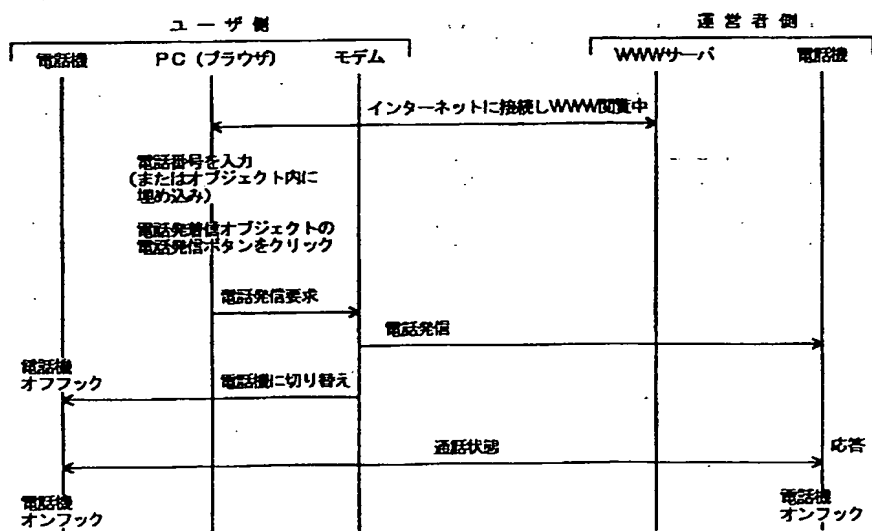 ユーザ側
運営者側
電話機
PC(ブラウザ)
モデム
WWWサーバ
電話機
インターネットに接続しWWW閲覧中
電話番号を入力
(またはオブジェクト内に
埋め込み)
電話発着信オブジェクトの
電話発信ボタンをクリック
電話発信要求
電話発信
電話機
オフフック
電話機に切り替え
通話状態
応答
電話機
オンフック
電話機
オンフック